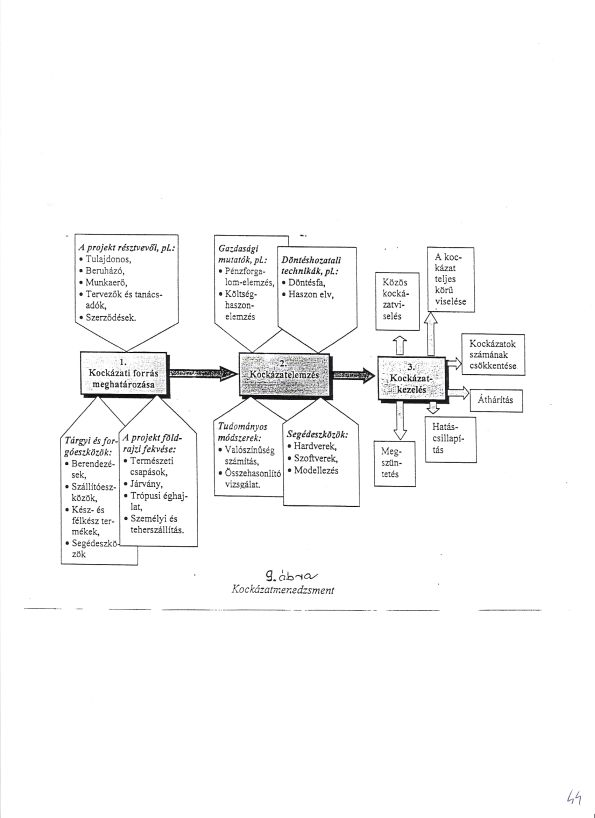 A projekt résztvevői, pl.:
• Tulajdonos,
• Beruházó,
• Munkaerő,
• Tervezők és tanács-
adók,
• Szerződések.
Gazdasági
mutatók, pl.:
• Pénzforga-
lom-elemzés,
• Költség-
haszon-
elemzés
Döntéshozatali
technikák, pl.:
• Döntésfa,
• Haszon elv,
Közös
kocká-
zatvi-
selés
A koc-
kázat
teljes
körű
viselése
1.
Kockázati forrás
meghatározása
2.
Kockázatelemzés
3.
Kockázat-
kezelés
Kockázatok
számának
csökkentése
Áthárítás
Hatás-
csillapí-
tás
Meg-
szün-
tetés
Tárgyi és for-
góeszközök:
• Berendezé-
sek,
• Szállítóesz-
közök,
• Kész- és
félkész ter-
mékek,
• Segédeszkö-
zök
A projekt föld-
rajzi fekvése:
• Természeti
csapások,
• Járvány,
• Trópusi éghaj-
lat,
• Személyi és
teherszállítás.
Tudományos
módszerek:
• Valószínűség
számítás,
• Összehasonlító
vizsgálat.
Segédeszközök:
• Hardverek,
• Szoftverek,
• Modellezés
9. ábra
Kockázatmenedzsment
44